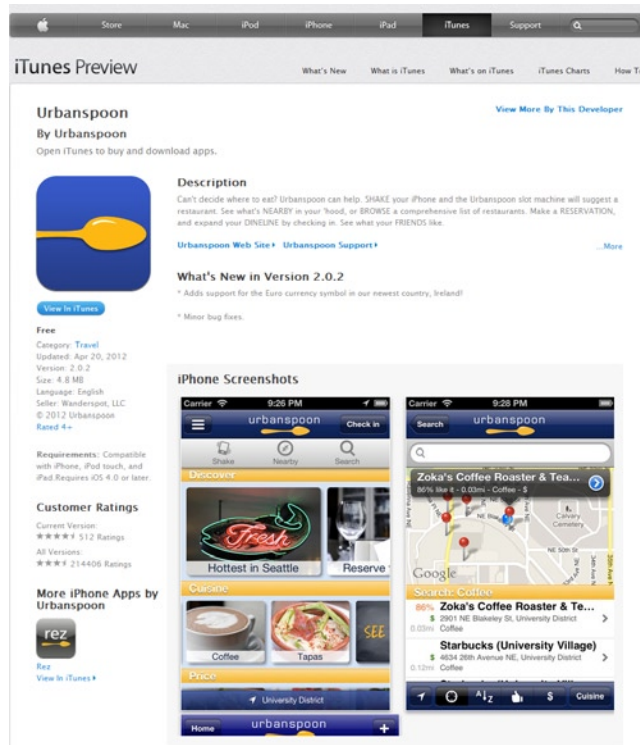 Store Mac iPod iPhone iPad iTunes Support
iTunes Preview
What's New What is iTunes What's on iTunes iTunes Charts How
Urbanspoon
View More By This Developer
By Urbanspoon
Open iTunes to buy and download apps.
Description
Can't decide where to eat? Urbanspoon can help. SHAKE your iPhone and the Urbanspoon slot machine will suggest a
restaurant. See what's NEARBY in your 'hood, or BROWSE a comprehensive list of restaurants. Make a RESERVATION,
and expand your DINELINE by checking in. See what your FRIENDS like.
Urbanspoon Web Site Urbanspoon Support ...More
What's New in Version 2.0.2
* Adds support for the Euro currency symbol in our newest country, Ireland!
* Minor bug fixes.
View In iTunes
Free
Category: Travel
Updated: Apr 20, 2012
Version: 2.0.2
Size: 4.8 MB
Language: English
Seller: Wanderspot, LLC
© 2012 Urbanspoon
Rated 4+
Requirements: Compatible
with iPhone, iPod touch, and
iPad.Requires iOS 4.0 or later.
Customer Ratings
Current Version:
512 Ratings
All Versions:
214406 Ratings
More iPhone Apps by
Urbanspoon
rez
Rez
View In iTunes
iPhone Screenshots
Carrier 9:26 PM
urbanspoon Check in
Shake Nearby Search
Discover
Fresh
Hottest in Seattle Reserve
Cuisine
SEE
Coffee Tapas
Price
University District
Home urbanspoon +
Carrier 9:28 PM
Search urbanspoon
Zoka's Coffee Roaster & Tea...
86% like it - 0.03mi - Coffee - $
Calvary
Cemetery
NE 50th St
Google
Search: Coffee
86% Zoka's Coffee Roaster & Te...
$ 2901 NE Blakeley St, University District
0.03mi Coffee
Starbucks (University Village)
$ 4634 26th Avenue NE, University District
0.12mi Coffee
AZ $ Cuisine